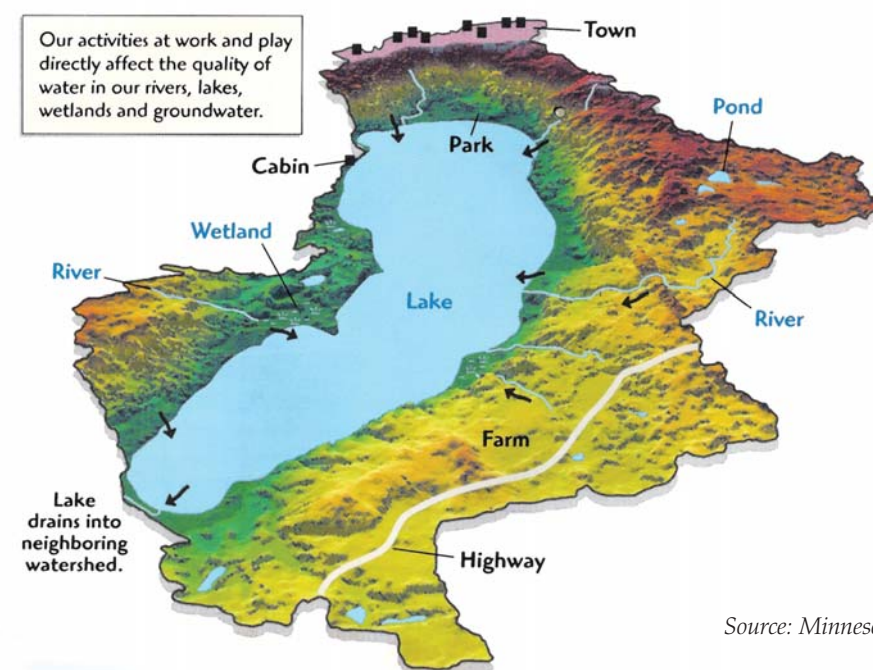 Our activities at work and play
directly affect the quality of
water in our rivers, lakes,
wetlands and groundwater.
Town
Pond
Park
Cabin
Wetland
River
Lake
River
Farm
Lake
drains into
neighboring
watershed.
Highway
Source: Minneso